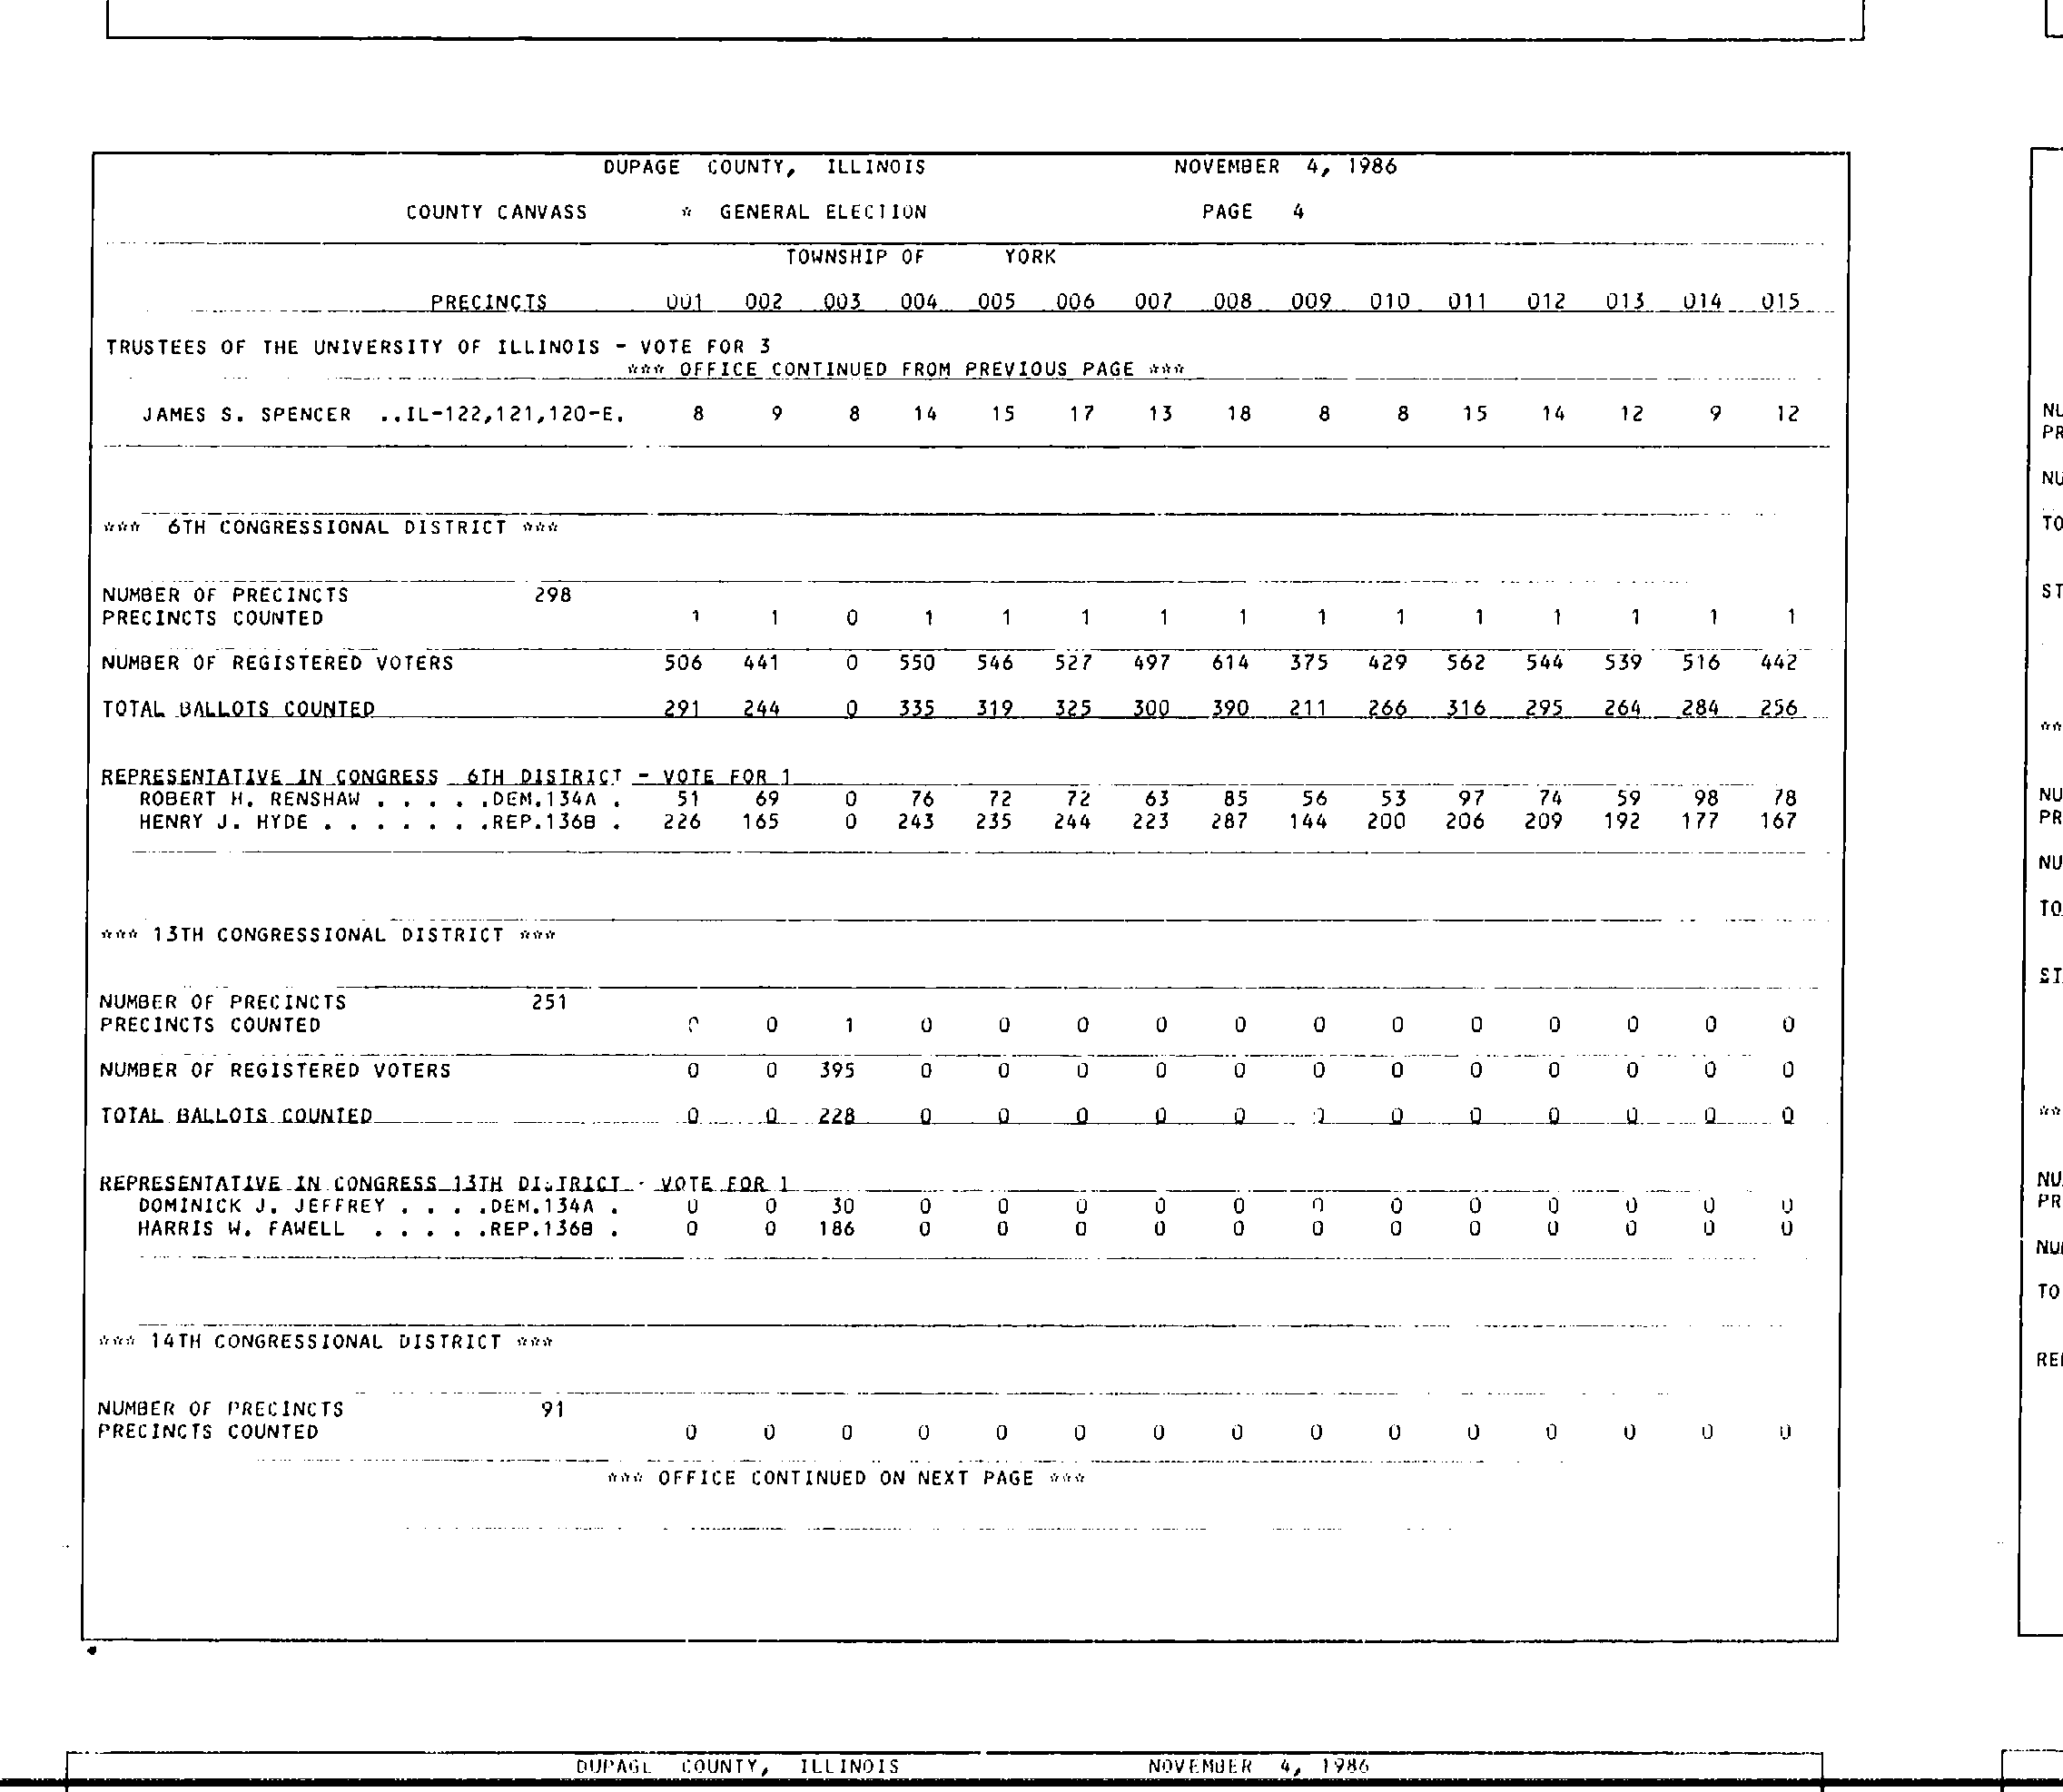 DUPAGE COUNTY, ILLINOIS NOVEMBER 4, 1986
COUNTY CANVASS * GENERAL ELECTION PAGE 4
TOWNSHIP OF YORK
PRECINCTS 001 002 003 004 005 006 007 008 009 010 011 012 013 014 015
TRUSTEES OF THE UNIVERSITY OF ILLINOIS - VOTE FOR 3
*** OFFICE CONTINUED FROM PREVIOUS PAGE ***
JAMES S. SPENCER ..IL-122,121,120-E. 8 9 8 14 15 17 13 18 8 8 15 14 12 9 12
*** 6TH CONGRESSIONAL DISTRICT ***
NUMBER OF PRECINCTS 298
PRECINCTS COUNTED 1 1 0 1 1 1 1 1 1 1 1 1 1 1 1
NUMBER OF REGISTERED VOTERS 506 441 0 550 546 527 497 614 375 429 562 544 539 516 442
TOTAL BALLOTS COUNTED 291 244 0 335 319 325 300 390 211 266 316 295 264 284 256
REPRESENTATIVE IN CONGRESS 6TH DISTRICT - VOTE FOR 1
ROBERT H. RENSHAW . . . . .DEM.134A . 51 69 0 76 72 72 63 85 56 53 97 74 59 98 78
HENRY J. HYDE . . . . . . .REP.136B . 226 165 0 243 235 244 223 287 144 200 206 209 192 177 167
*** 13TH CONGRESSIONAL DISTRICT ***
NUMBER OF PRECINCTS 251
PRECINCTS COUNTED 0 0 1 0 0 0 0 0 0 0 0 0 0 0 0
NUMBER OF REGISTERED VOTERS 0 0 395 0 0 0 0 0 0 0 0 0 0 0 0
TOTAL BALLOTS COUNTED 0 0 228 0 0 0 0 0 0 0 0 0 0 0 0
REPRESENTATIVE IN CONGRESS 13TH DISTRICT - VOTE FOR 1
DOMINICK J. JEFFREY . . . .DEM.134A . 0 0 30 0 0 0 0 0 0 0 0 0 0 0 0
HARRIS W. FAWELL . . . . . .REP.136B . 0 0 186 0 0 0 0 0 0 0 0 0 0 0 0
*** 14TH CONGRESSIONAL DISTRICT ***
NUMBER OF PRECINCTS 91
PRECINCTS COUNTED 0 0 0 0 0 0 0 0 0 0 0 0 0 0 0
*** OFFICE CONTINUED ON NEXT PAGE ***
DUPAGE COUNTY, ILLINOIS NOVEMBER 4, 1986